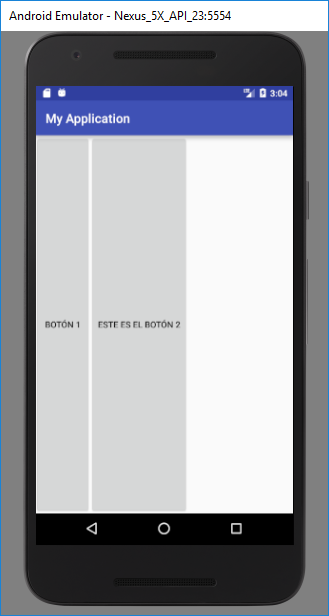 Android Emulator - Nexus_5X_API_23:5554
3:04
My Application
BOTÓN 1
ESTE ES EL BOTÓN 2